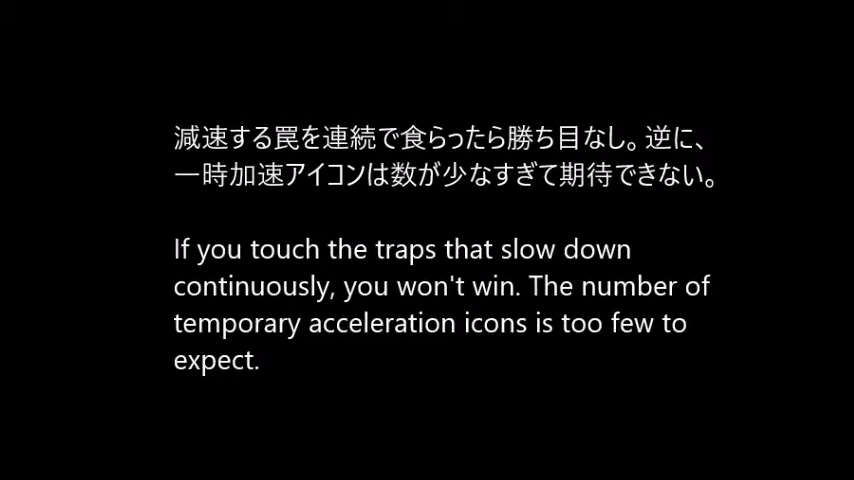 減速する罠を連続で食らったら勝ち目なし。逆に、
一時加速アイコンは数が少なすぎて期待できない。
If you touch the traps that slow down
continuously, you won't win. The number of
temporary acceleration icons is too few to
expect.